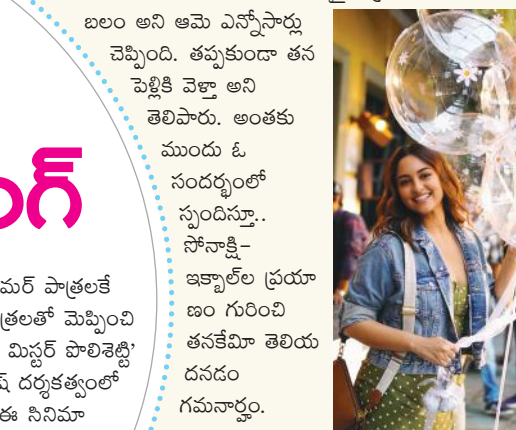 బలం అని ఆమె ఎన్నోసార్లు
చెప్పింది. తప్పకుండా తన
పెళ్లికి వెళ్తా అని
తెలిపారు. అంతకు
ముందు ఓ
సందర్భంలో
స్పందిస్తూ..
సోనాక్షి-
ఇక్బాల్‌ల ప్రయా
ణం గురించి
తనకేమీ తెలియ
దనడం
గమనార్హం.
ంగ్
మర్ పాత్రలకే
త్రలతో మెప్పించి
మిస్టర్ పొలిశెట్టి'
ష్ దర్శకత్వంలో
ఈ సినిమా